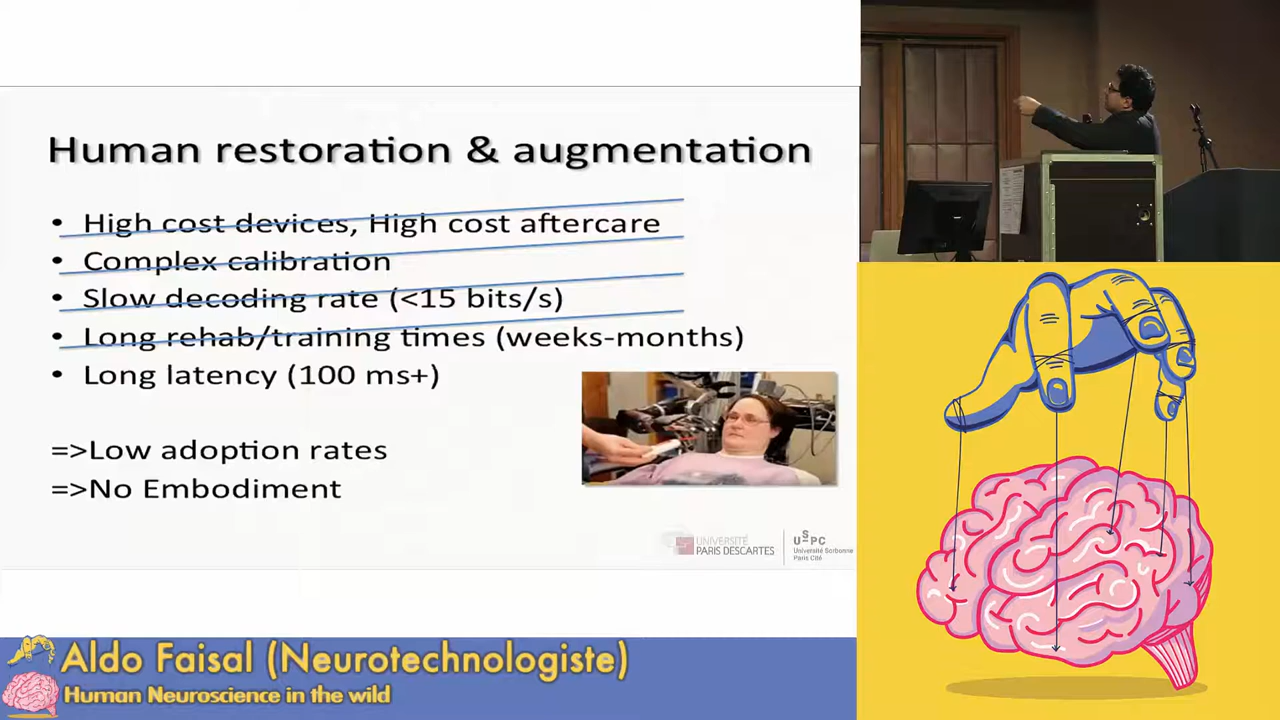 Human restoration & augmentation
• High cost devices, High cost aftercare
• Complex calibration
• Slow decoding rate (<15 bits/s)
• Long rehab/training times (weeks-months)
• Long latency (100 ms+)
=>Low adoption rates
=>No Embodiment
UNIVERSITÉ
PARIS DESCARTES
USPC
Université Sorbonne
Paris Cité
Aldo Faisal (Neurotechnologiste)
Human Neuroscience in the wild